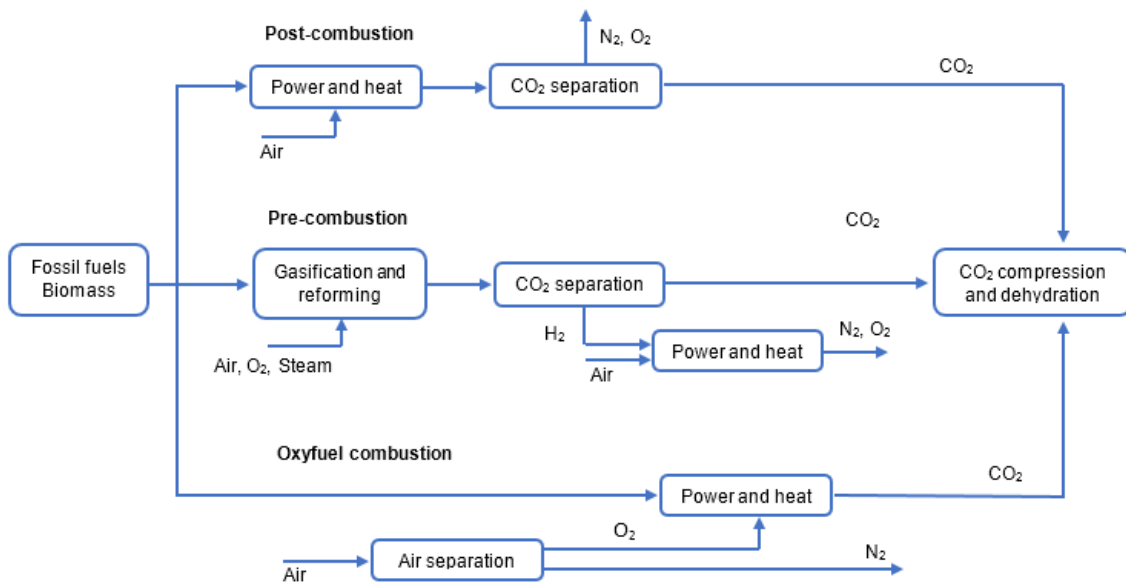 Post-combustion
N₂, O₂
Power and heat
CO₂ separation
CO₂
Air
Pre-combustion
CO₂
Fossil fuels
Biomass
Gasification and
reforming
CO₂ separation
CO₂ compression
and dehydration
H₂
Air, O₂, Steam
Air
Power and heat
N₂, O₂
Oxyfuel combustion
Power and heat
CO₂
O₂
Air
Air separation
N₂